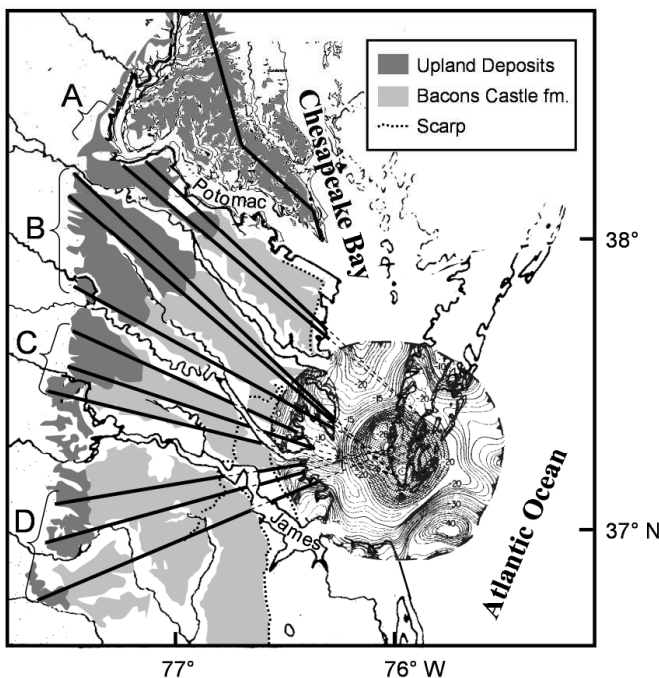 Upland Deposits
Bacons Castle fm.
Scarp
A
Chesapeake Bay
Potomac
B
38°
C
D
James
37° N
Atlantic Ocean
77°
76° W